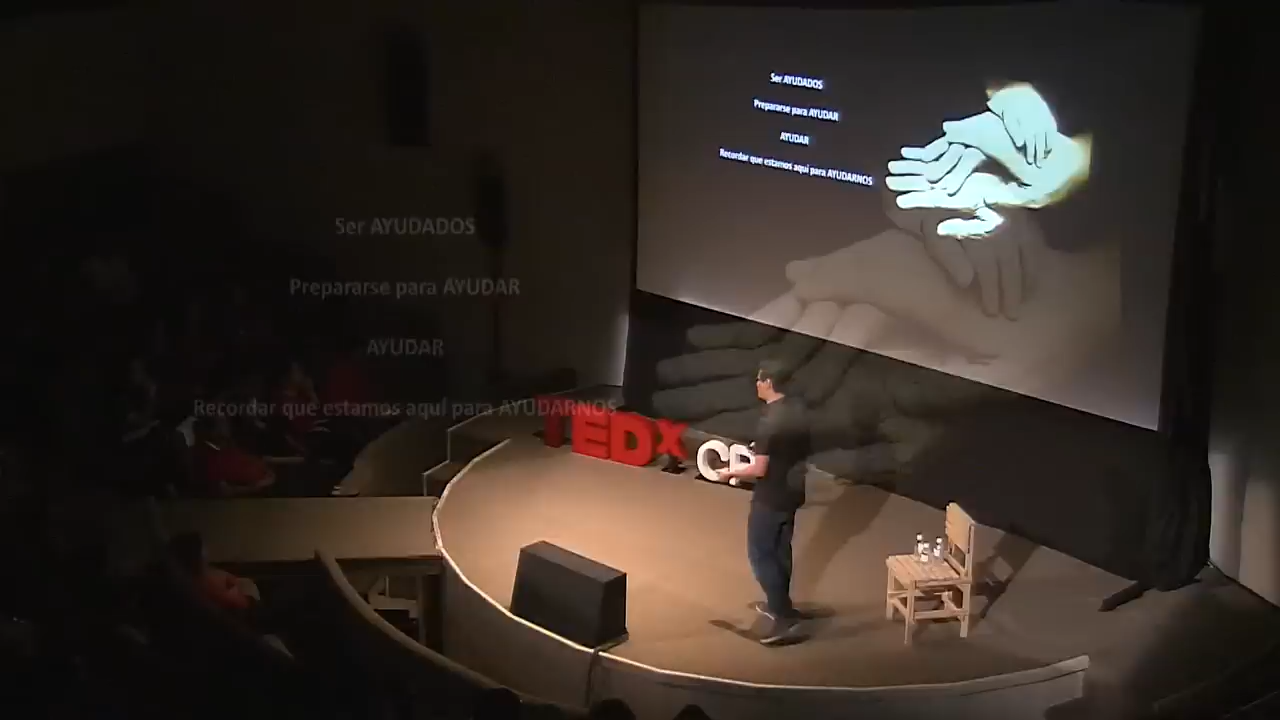 Ser AYUDADOS
Prepararse para AYUDAR
AYUDAR
Recordar que estamos aquí para AYUDARNOS
Ser AYUDADOS
Prepararse para AYUDAR
AYUDAR
Recordar que estamos aquí para AYUDARNOS
TEDx